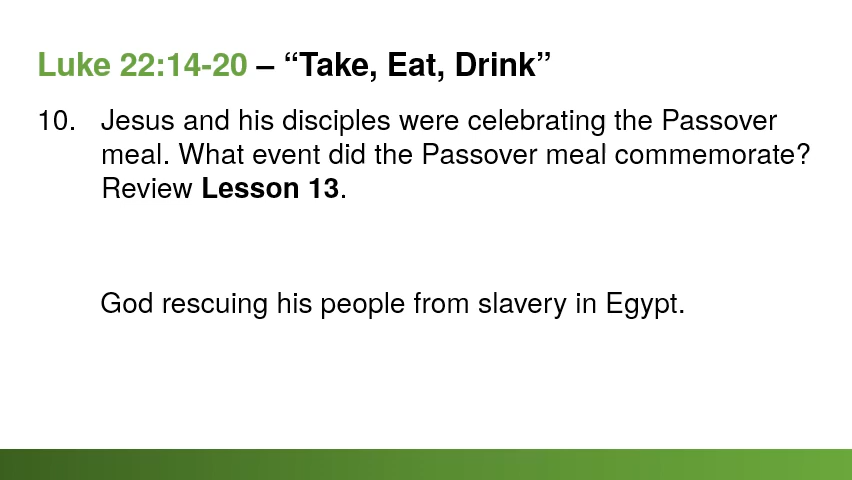 Luke 22:14-20 – “Take, Eat, Drink”
10. Jesus and his disciples were celebrating the Passover
meal. What event did the Passover meal commemorate?
Review Lesson 13.
God rescuing his people from slavery in Egypt.